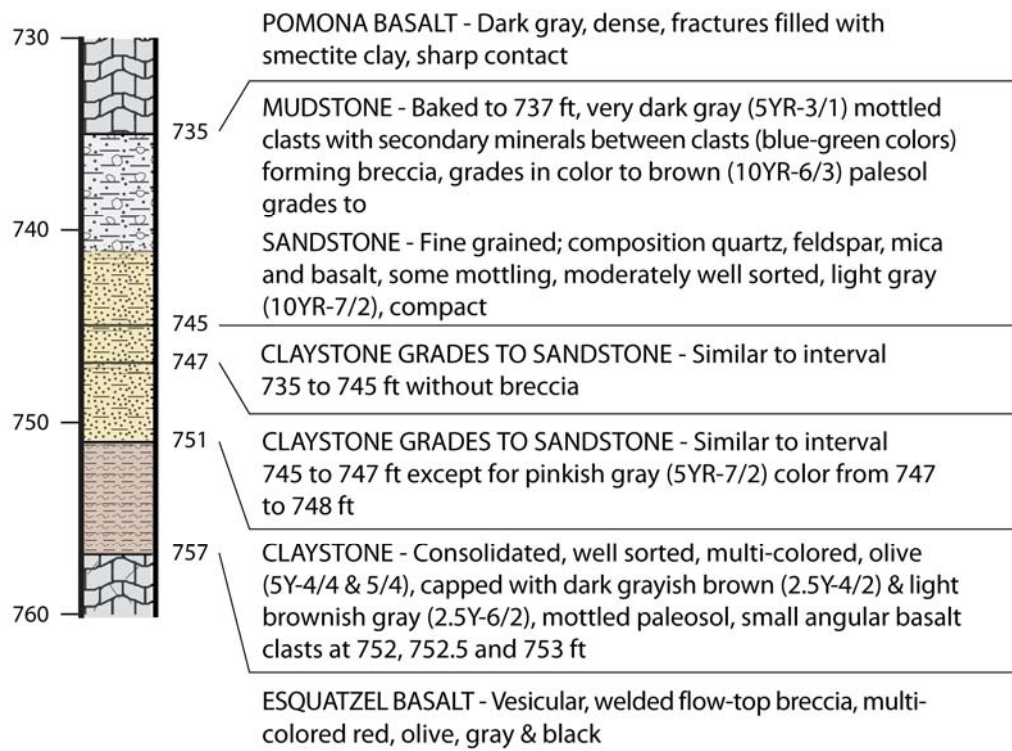 730
POMONA BASALT - Dark gray, dense, fractures filled with
smectite clay, sharp contact
735
MUDSTONE - Baked to 737 ft, very dark gray (5YR-3/1) mottled
clasts with secondary minerals between clasts (blue-green colors)
forming breccia, grades in color to brown (10YR-6/3) palesol
grades to
740
SANDSTONE - Fine grained; composition quartz, feldspar, mica
and basalt, some mottling, moderately well sorted, light gray
(10YR-7/2), compact
745
CLAYSTONE GRADES TO SANDSTONE - Similar to interval
735 to 745 ft without breccia
747
750
751
CLAYSTONE GRADES TO SANDSTONE - Similar to interval
745 to 747 ft except for pinkish gray (5YR-7/2) color from 747
to 748 ft
757
CLAYSTONE - Consolidated, well sorted, multi-colored, olive
(5Y-4/4 & 5/4), capped with dark grayish brown (2.5Y-4/2) & light
brownish gray (2.5Y-6/2), mottled paleosol, small angular basalt
clasts at 752, 752.5 and 753 ft
760
ESQUATZEL BASALT - Vesicular, welded flow-top breccia, multi-
colored red, olive, gray & black